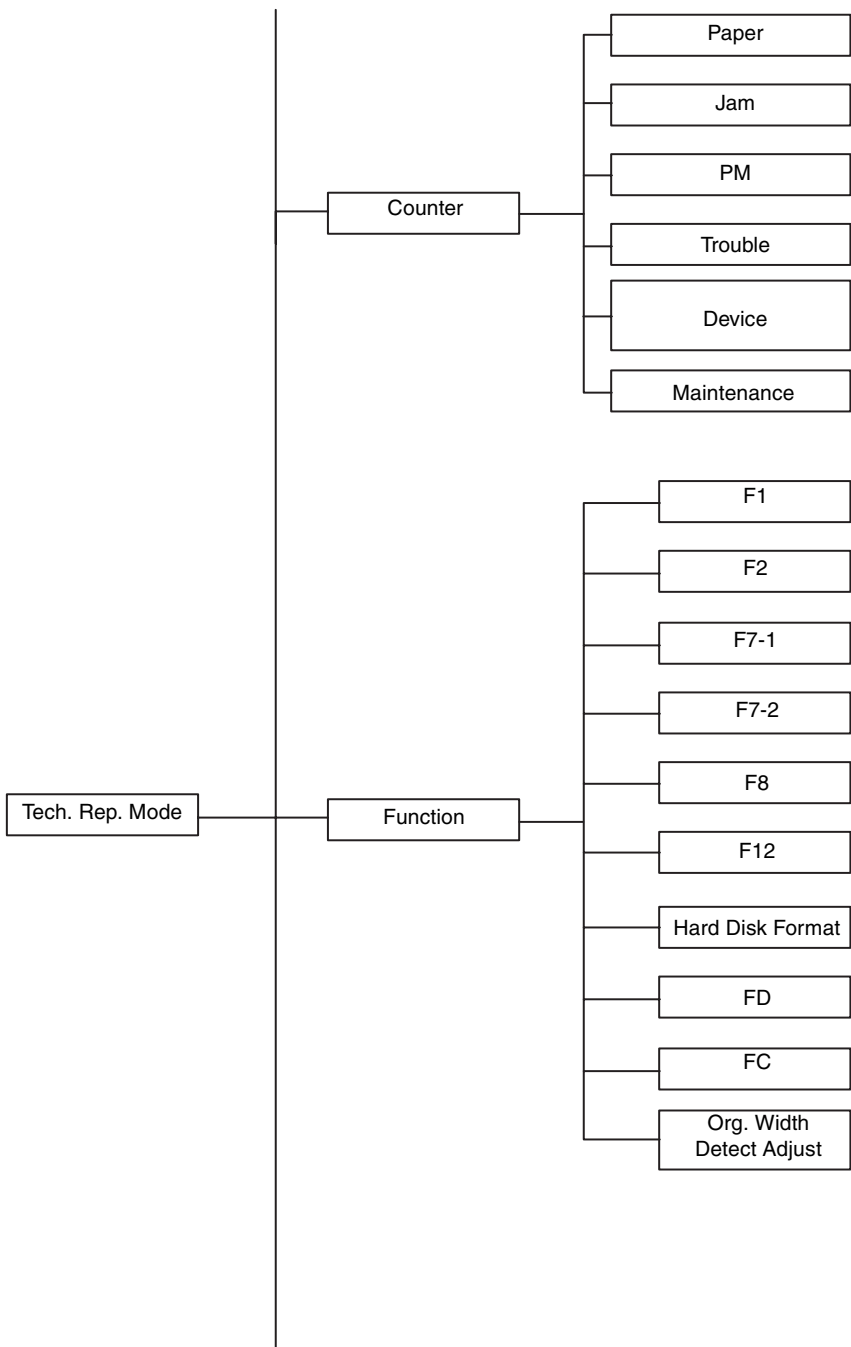 Paper
Jam
PM
Counter
Trouble
Device
Maintenance
F1
F2
F7-1
F7-2
F8
Tech. Rep. Mode
Function
F12
Hard Disk Format
FD
FC
Org. Width
Detect Adjust